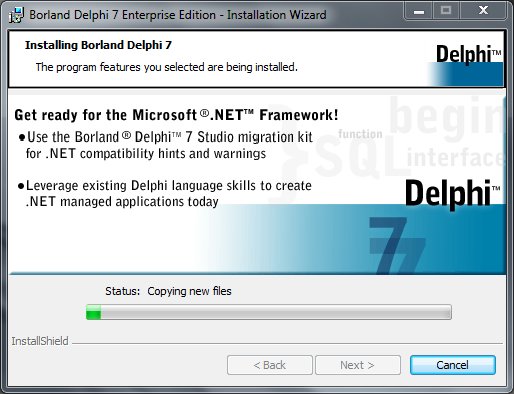 Borland Delphi 7 Enterprise Edition - Installation Wizard
Installing Borland Delphi 7
The program features you selected are being installed.
Delphi™
Get ready for the Microsoft®.NET™ Framework!
●Use the Borland® Delphi™ 7 Studio migration kit
for .NET compatibility hints and warnings
●Leverage existing Delphi language skills to create
.NET managed applications today
begin
function
}SQL
interface
Delphi™
7
7
Status: Copying new files
InstallShield
< Back Next > Cancel